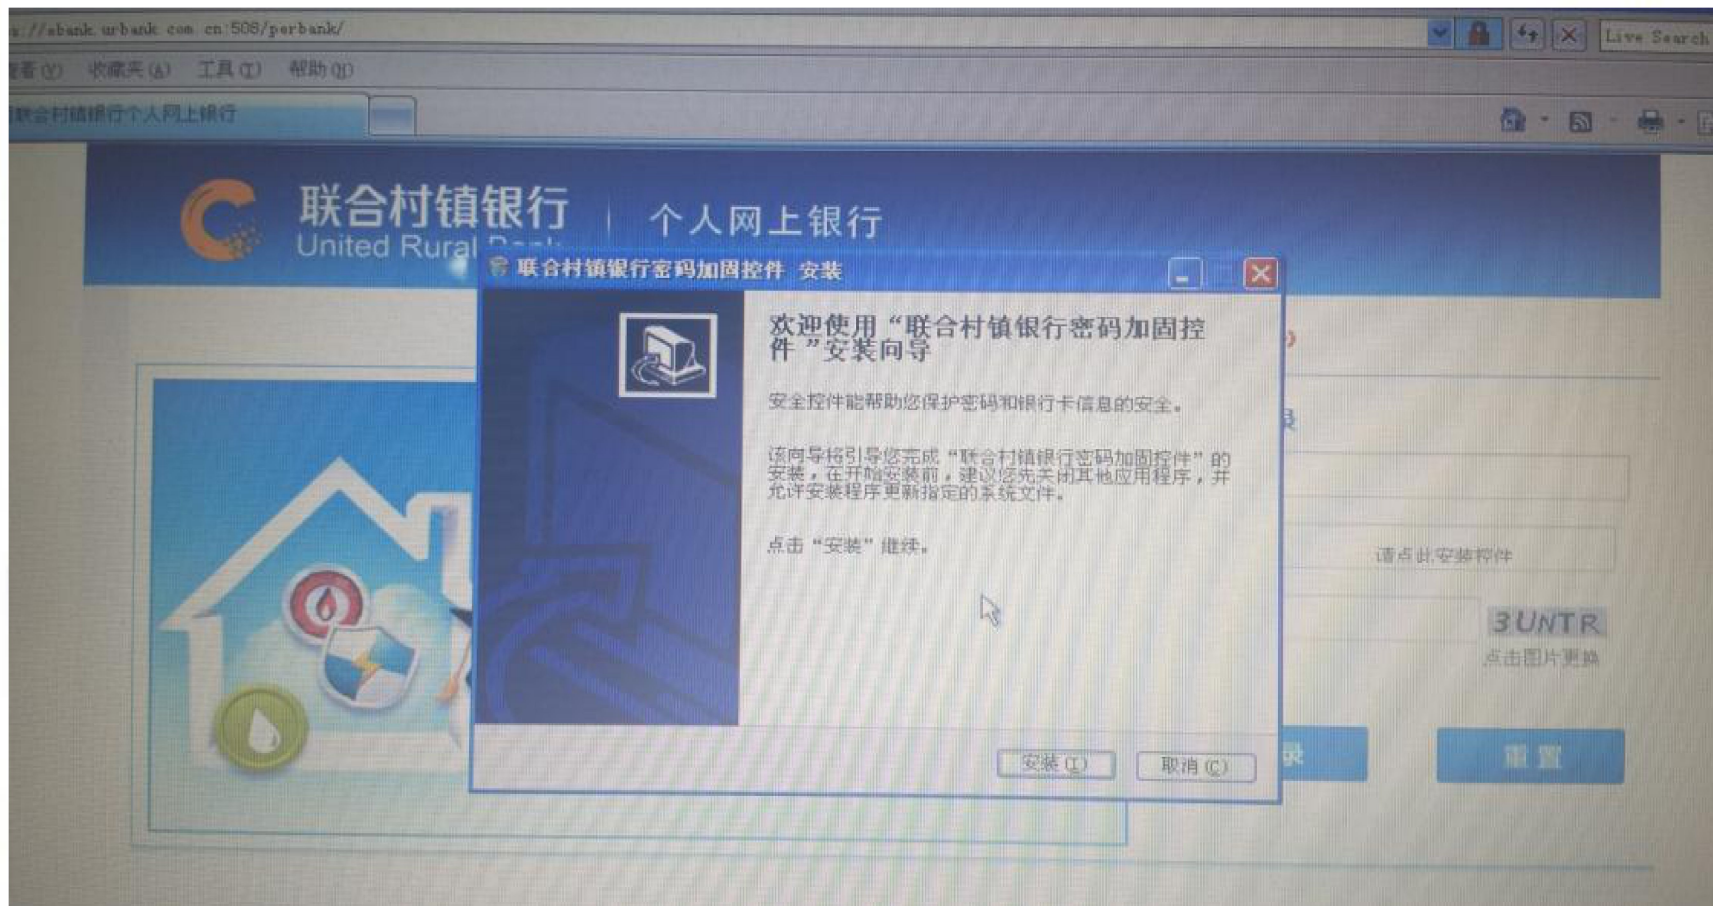 s://ebank.urbank.com.cn:508/perbank/
Live Search
查看(V) 收藏夹(A) 工具(T) 帮助(H)
联合村镇银行个人网上银行
联合村镇银行
United Rural
个人网上银行
联合村镇银行密码加固控件 安装
欢迎使用“联合村镇银行密码加固控
件”安装向导
安全控件能帮助您保护密码和银行卡信息的安全。
该向导将引导您完成“联合村镇银行密码加固控件”的
安装，在开始安装前，建议您先关闭其他应用程序，并
允许安装程序更新指定的系统文件。
点击“安装”继续。
请点此安装控件
3UNTR
点击图片更换
安装(I)
取消(C)
录
重置